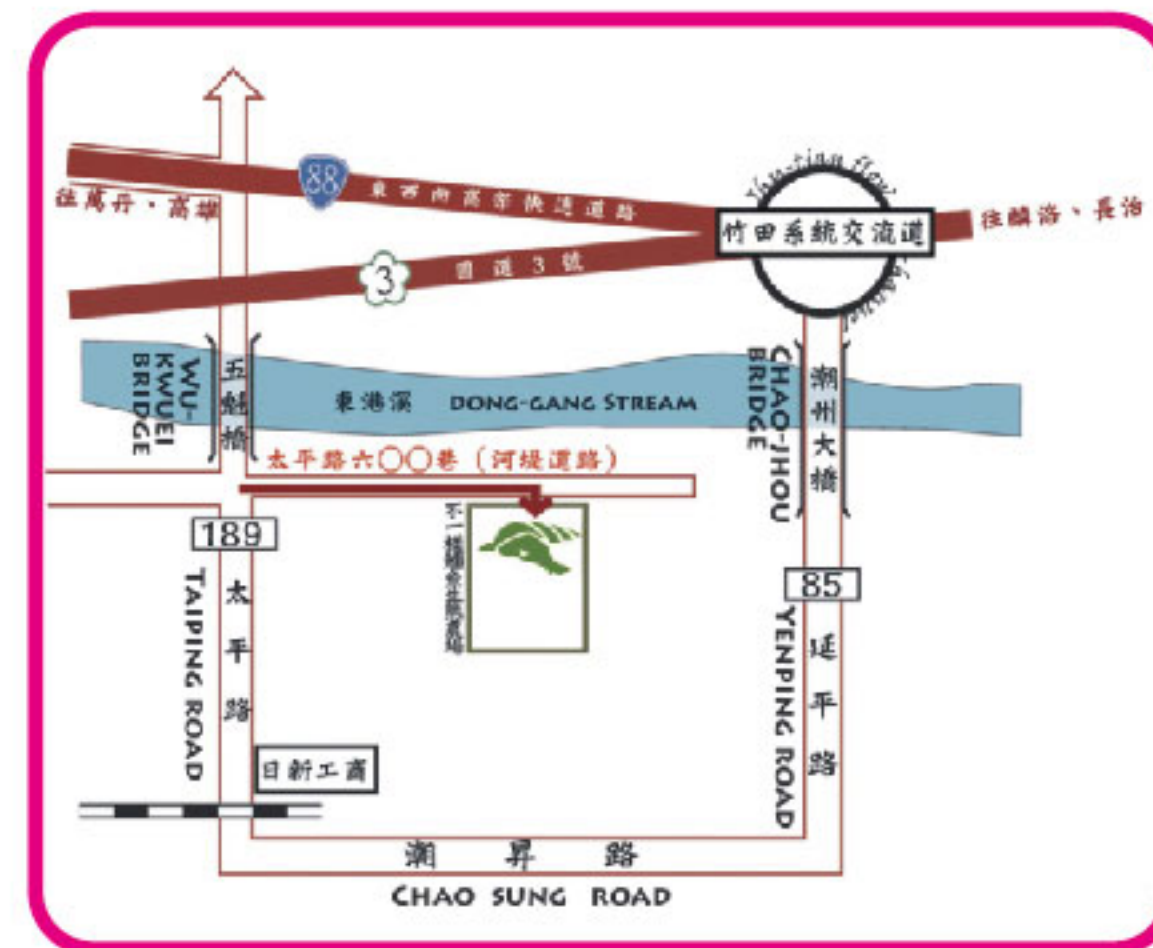 88
東西向高架快速道路
往萬丹・高雄
Yhu-tiyn flow
竹田系統交流道
往麟洛、長治
3
國道3號
WU-KWUEI BRIDGE
五魁橋
東港溪 DONG-GANG STREAM
CHAO-JHOU BRIDGE
潮州大橋
太平路六〇〇巷(河堤道路)
189
太平路
TAIPING ROAD
85
延平路
YENPING ROAD
日新工商
潮昇路
CHAO SUNG ROAD